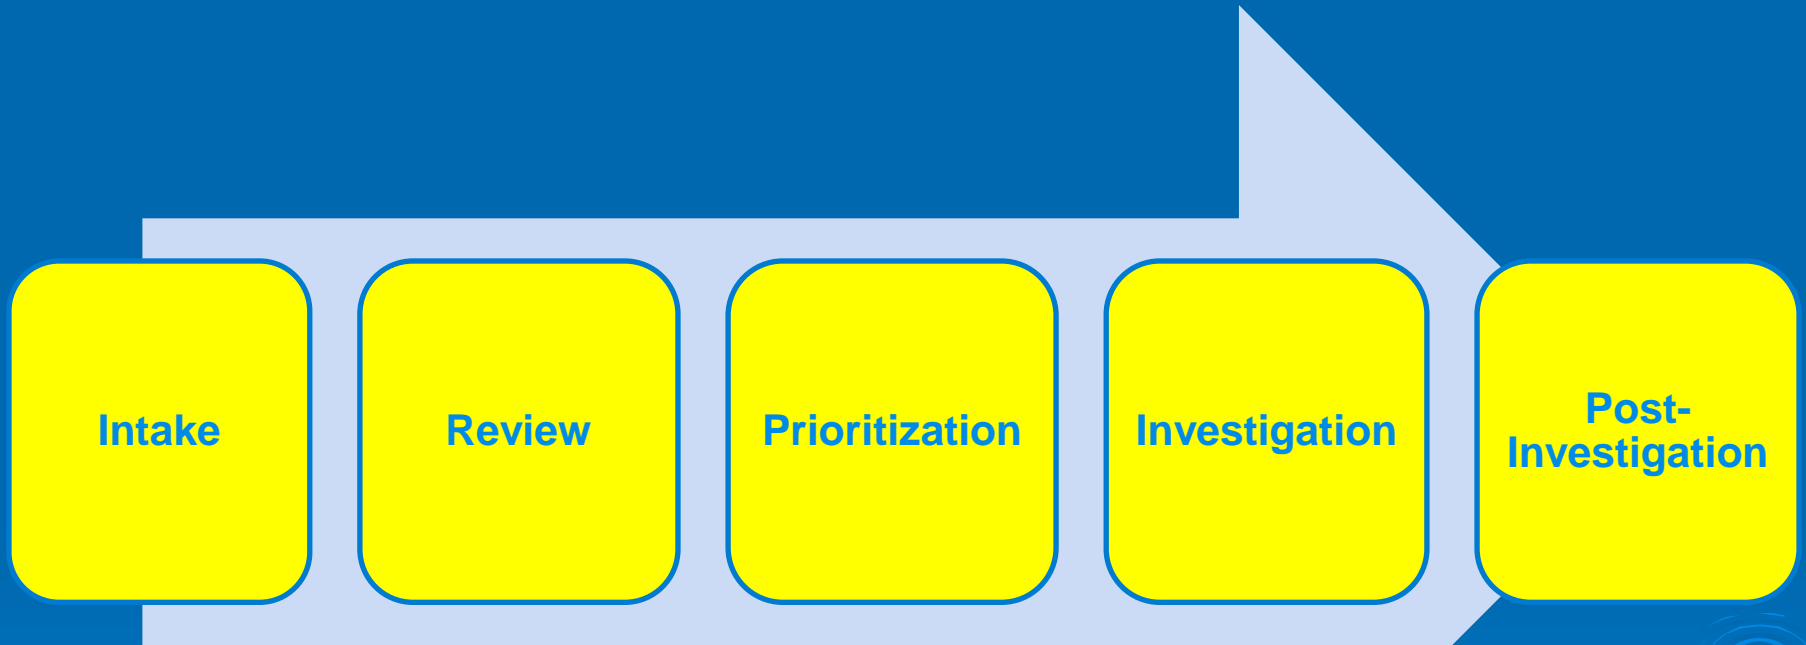 Intake
Review
Prioritization
Investigation
Post-
Investigation